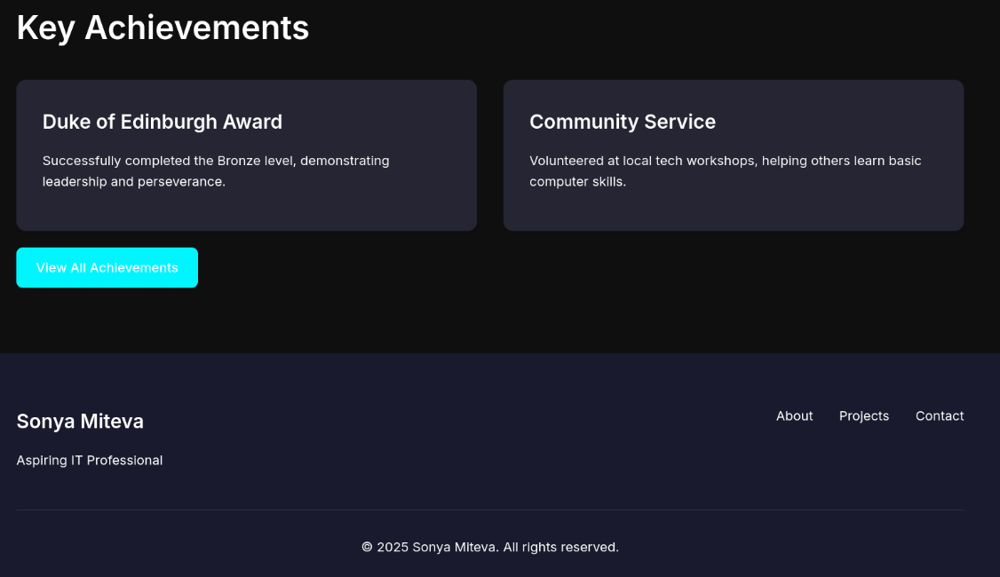 Key Achievements
Duke of Edinburgh Award
Successfully completed the Bronze level, demonstrating
leadership and perseverance.
Community Service
Volunteered at local tech workshops, helping others learn basic
computer skills.
View All Achievements
Sonya Miteva
Aspiring IT Professional
About Projects Contact
© 2025 Sonya Miteva. All rights reserved.